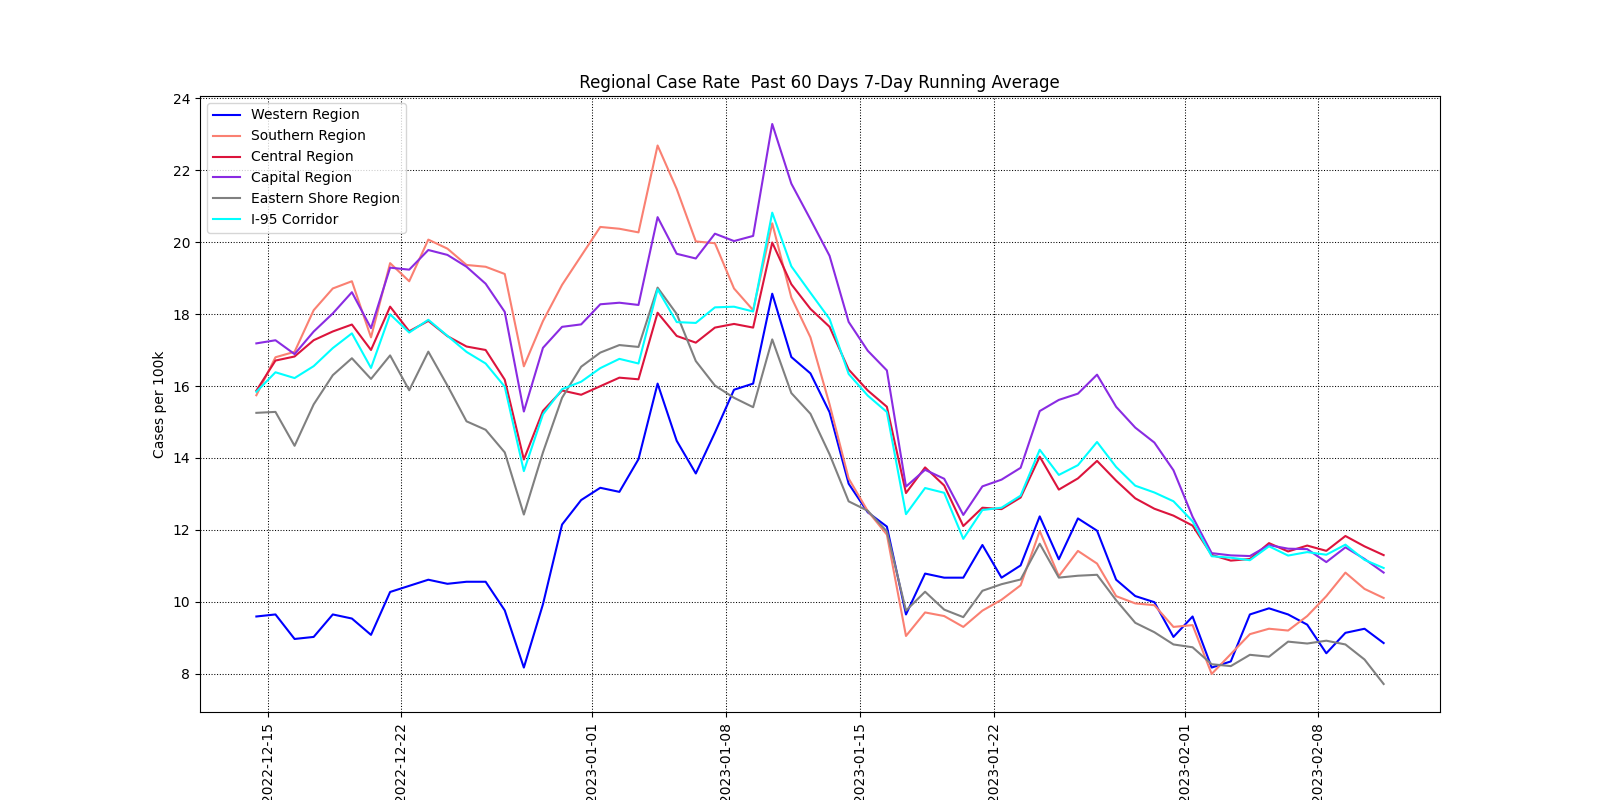 Regional Case Rate  Past 60 Days 7-Day Running Average
Western Region
Southern Region
Central Region
Capital Region
Eastern Shore Region
I-95 Corridor
Cases per 100k
24
22
20
18
16
14
12
10
8
2022-12-15
2022-12-22
2023-01-01
2023-01-08
2023-01-15
2023-01-22
2023-02-01
2023-02-08